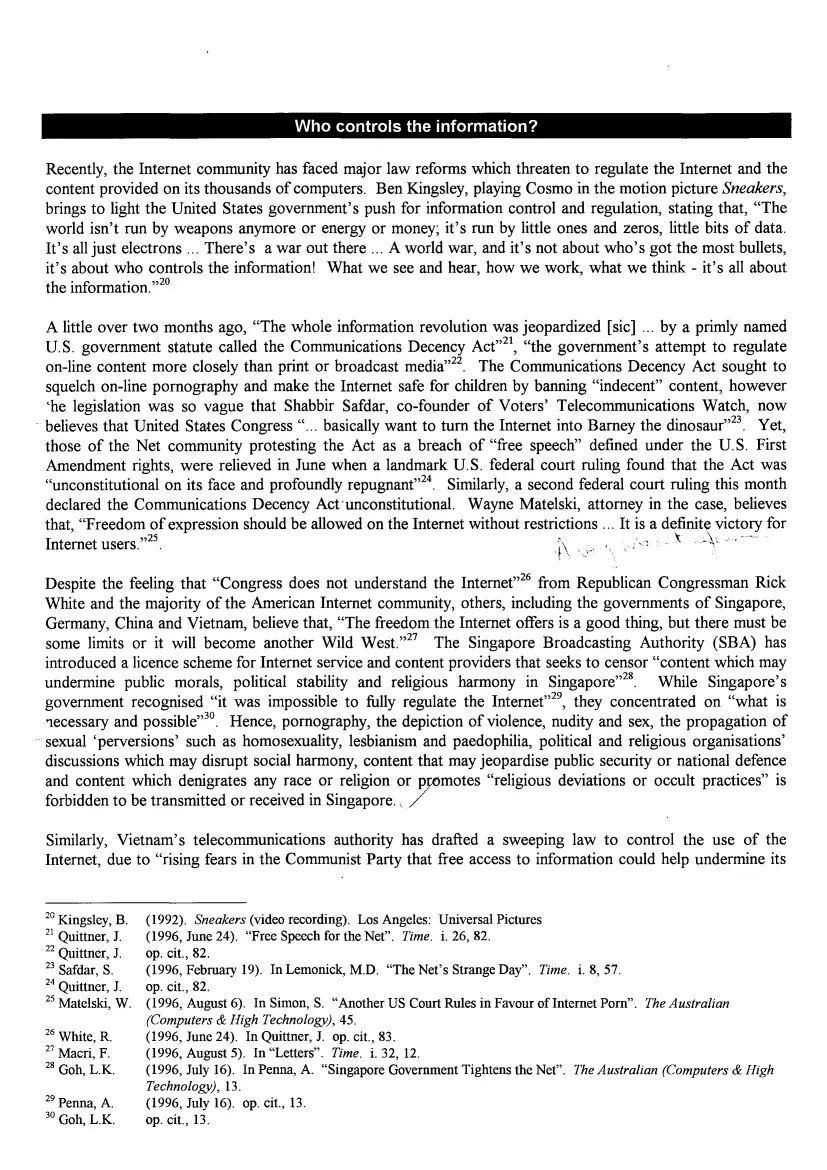 Who controls the information?
Recently, the Internet community has faced major law reforms which threaten to regulate the Internet and the
content provided on its thousands of computers. Ben Kingsley, playing Cosmo in the motion picture Sneakers,
brings to light the United States government's push for information control and regulation, stating that, "The
world isn't run by weapons anymore or energy or money; it's run by little ones and zeros, little bits of data.
It's all just electrons ... There's a war out there ... A world war, and it's not about who's got the most bullets,
it's about who controls the information! What we see and hear, how we work, what we think - it's all about
the information."20
A little over two months ago, "The whole information revolution was jeopardized [sic] ... by a primly named
U.S. government statute called the Communications Decency Act"21, "the government's attempt to regulate
on-line content more closely than print or broadcast media"22. The Communications Decency Act sought to
squelch on-line pornography and make the Internet safe for children by banning "indecent" content, however
'he legislation was so vague that Shabbir Safdar, co-founder of Voters' Telecommunications Watch, now
believes that United States Congress "... basically want to turn the Internet into Barney the dinosaur"23. Yet,
those of the Net community protesting the Act as a breach of "free speech" defined under the U.S. First
Amendment rights, were relieved in June when a landmark U.S. federal court ruling found that the Act was
"unconstitutional on its face and profoundly repugnant"24. Similarly, a second federal court ruling this month
declared the Communications Decency Act unconstitutional. Wayne Matelski, attorney in the case, believes
that, "Freedom of expression should be allowed on the Internet without restrictions ... It is a definite victory for
Internet users."25.
Despite the feeling that "Congress does not understand the Internet"26 from Republican Congressman Rick
White and the majority of the American Internet community, others, including the governments of Singapore,
Germany, China and Vietnam, believe that, "The freedom the Internet offers is a good thing, but there must be
some limits or it will become another Wild West."27 The Singapore Broadcasting Authority (SBA) has
introduced a licence scheme for Internet service and content providers that seeks to censor "content which may
undermine public morals, political stability and religious harmony in Singapore"28. While Singapore's
government recognised "it was impossible to fully regulate the Internet"29, they concentrated on "what is
necessary and possible"30. Hence, pornography, the depiction of violence, nudity and sex, the propagation of
sexual 'perversions' such as homosexuality, lesbianism and paedophilia, political and religious organisations'
discussions which may disrupt social harmony, content that may jeopardise public security or national defence
and content which denigrates any race or religion or promotes "religious deviations or occult practices" is
forbidden to be transmitted or received in Singapore.
Similarly, Vietnam's telecommunications authority has drafted a sweeping law to control the use of the
Internet, due to "rising fears in the Communist Party that free access to information could help undermine its
20 Kingsley, B. (1992). Sneakers (video recording). Los Angeles: Universal Pictures
21 Quittner, J. (1996, June 24). "Free Speech for the Net". Time. i. 26, 82.
22 Quittner, J. op. cit., 82.
23 Safdar, S. (1996, February 19). In Lemonick, M.D. "The Net's Strange Day". Time. i. 8, 57.
24 Quittner, J. op. cit., 82.
25 Matelski, W. (1996, August 6). In Simon, S. "Another US Court Rules in Favour of Internet Porn". The Australian
(Computers & High Technology), 45.
26 White, R. (1996, June 24). In Quittner, J. op. cit., 83.
27 Macri, F. (1996, August 5). In "Letters". Time. i. 32, 12.
28 Goh, L.K. (1996, July 16). In Penna, A. "Singapore Government Tightens the Net". The Australian (Computers & High
Technology), 13.
29 Penna, A. (1996, July 16). op. cit., 13.
30 Goh, L.K. op. cit., 13.